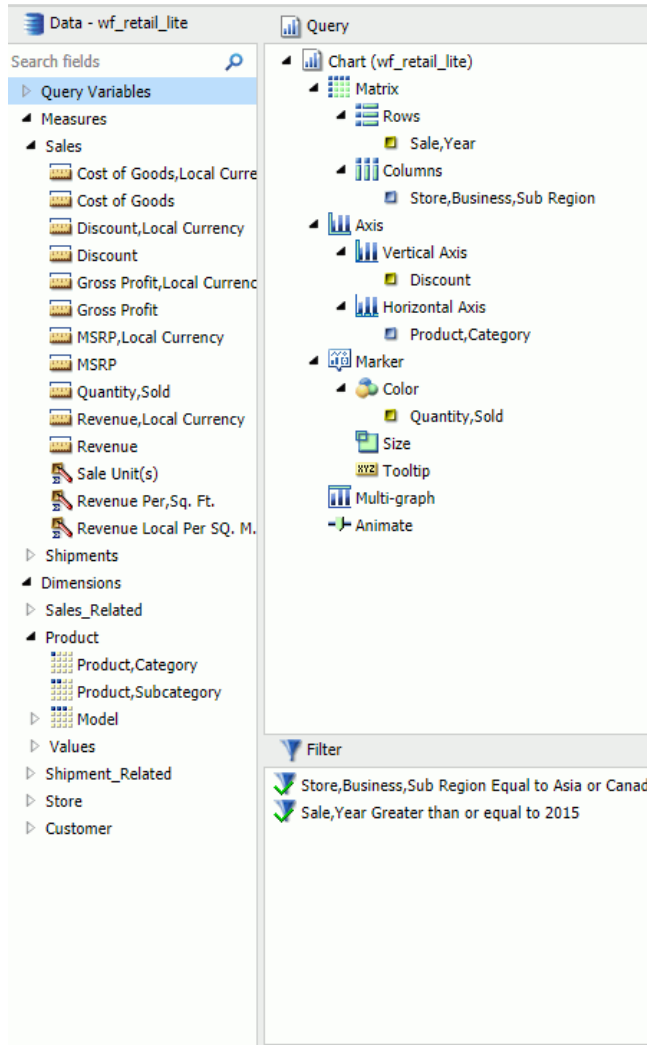 Data - wf_retail_lite
Search fields
Query Variables
Measures
Sales
Cost of Goods,Local Curre
Cost of Goods
Discount,Local Currency
Discount
Gross Profit,Local Currenc
Gross Profit
MSRP,Local Currency
MSRP
Quantity,Sold
Revenue,Local Currency
Revenue
Sale Unit(s)
Revenue Per,Sq. Ft.
Revenue Local Per SQ. M.
Shipments
Dimensions
Sales_Related
Product
Product,Category
Product,Subcategory
Model
Values
Shipment_Related
Store
Customer
Query
Chart (wf_retail_lite)
Matrix
Rows
Sale,Year
Columns
Store,Business,Sub Region
Axis
Vertical Axis
Discount
Horizontal Axis
Product,Category
Marker
Color
Quantity,Sold
Size
XYZ Tooltip
Multi-graph
Animate
Filter
Store,Business,Sub Region Equal to Asia or Canad
Sale,Year Greater than or equal to 2015